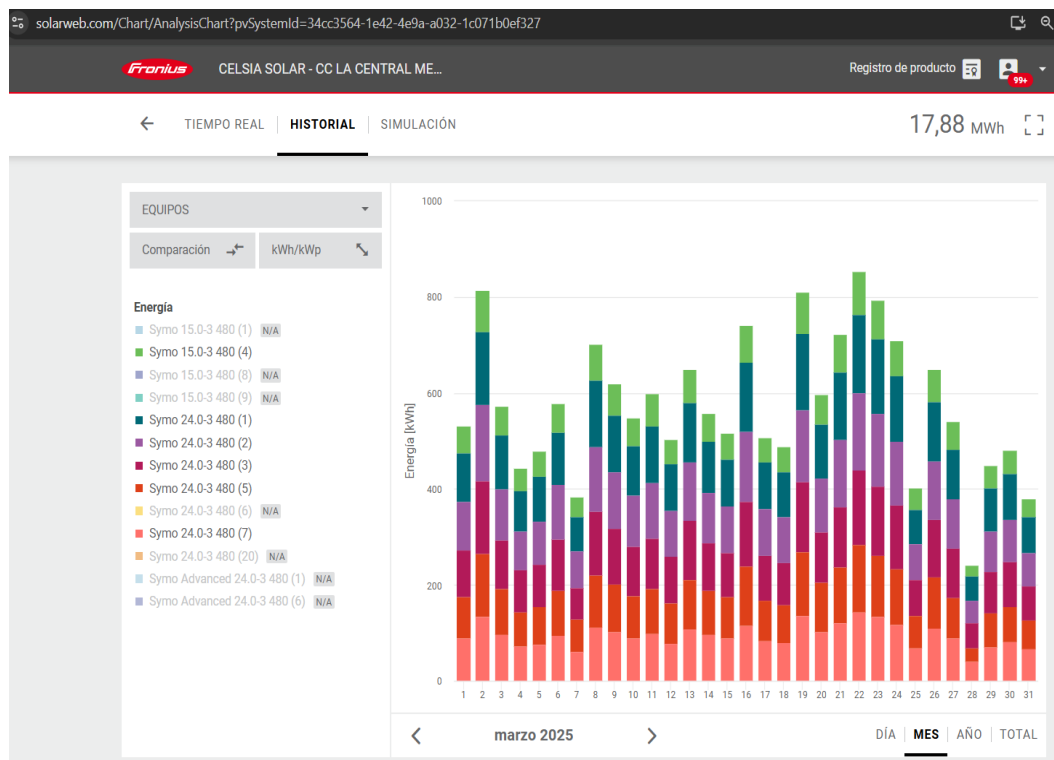 solarweb.com/Chart/AnalysisChart?pvSystemId=34cc3564-1e42-4e9a-a032-1c071b0ef327
Fronius CELSIA SOLAR - CC LA CENTRAL ME... Registro de producto 99+
TIEMPO REAL HISTORIAL SIMULACIÓN 17,88 MWh
EQUIPOS
Comparación kWh/kWp
Energía
Symo 15.0-3 480 (1) N/A
Symo 15.0-3 480 (4)
Symo 15.0-3 480 (8) N/A
Symo 15.0-3 480 (9) N/A
Symo 24.0-3 480 (1)
Symo 24.0-3 480 (2)
Symo 24.0-3 480 (3)
Symo 24.0-3 480 (5)
Symo 24.0-3 480 (6) N/A
Symo 24.0-3 480 (7)
Symo 24.0-3 480 (20) N/A
Symo Advanced 24.0-3 480 (1) N/A
Symo Advanced 24.0-3 480 (6) N/A
Energía [kWh]
1000
800
600
400
200
0
1 2 3 4 5 6 7 8 9 10 11 12 13 14 15 16 17 18 19 20 21 22 23 24 25 26 27 28 29 30 31
marzo 2025 DÍA MES AÑO TOTAL